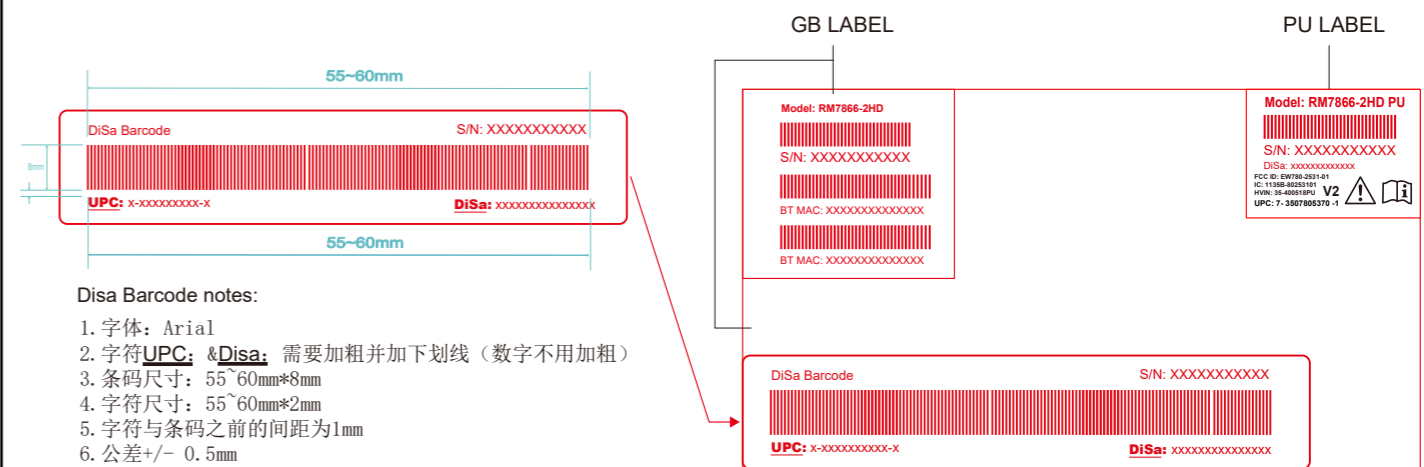 GB LABEL
PU LABEL
55~60mm
DiSa Barcode
S/N: XXXXXXXXXXX
8mm
UPC: x-xxxxxxxxx-x
DiSa: xxxxxxxxxxxxxxx
55~60mm
Model: RM7866-2HD
S/N: XXXXXXXXXXX
BT MAC: XXXXXXXXXXXXXX
BT MAC: XXXXXXXXXXXXXX
Model: RM7866-2HD PU
S/N: XXXXXXXXXXX
DiSa: xxxxxxxxxxxxx
FCC ID: EW780-2531-01
IC: 1135B-80253101
HVIN: 35-400518PU
V2
UPC: 7- 3507805370 -1
Disa Barcode notes:
1. 字体：Arial
2. 字符UPC：&Disa：需要加粗并加下划线（数字不用加粗）
3. 条码尺寸：55~60mm*8mm
4. 字符尺寸：55~60mm*2mm
5. 字符与条码之前的间距为1mm
6. 公差+/- 0.5mm
DiSa Barcode
S/N: XXXXXXXXXXX
UPC: x-xxxxxxxxxx-x
DiSa: xxxxxxxxxxxxxxx